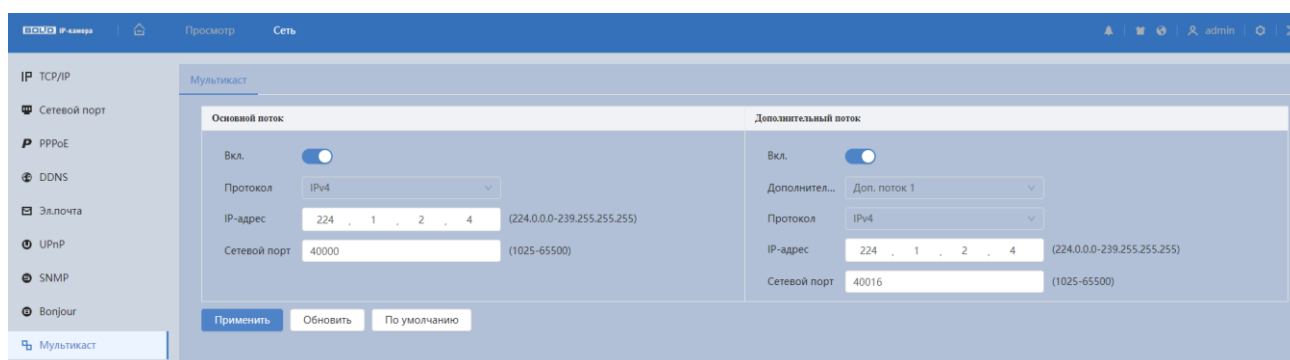 BOLID IP-камера Просмотр Сеть admin
IP TCP/IP
Сетевой порт
P PPPoE
DDNS
Эл.почта
UPnP
SNMP
Bonjour
Мультикаст
Мультикаст
Основной поток
Вкл.
Протокол IPv4
IP-адрес 224 . 1 . 2 . 4 (224.0.0.0-239.255.255.255)
Сетевой порт 40000 (1025-65500)
Дополнительный поток
Вкл.
Дополнител... Доп. поток 1
Протокол IPv4
IP-адрес 224 . 1 . 2 . 4 (224.0.0.0-239.255.255.255)
Сетевой порт 40016 (1025-65500)
Применить Обновить По умолчанию